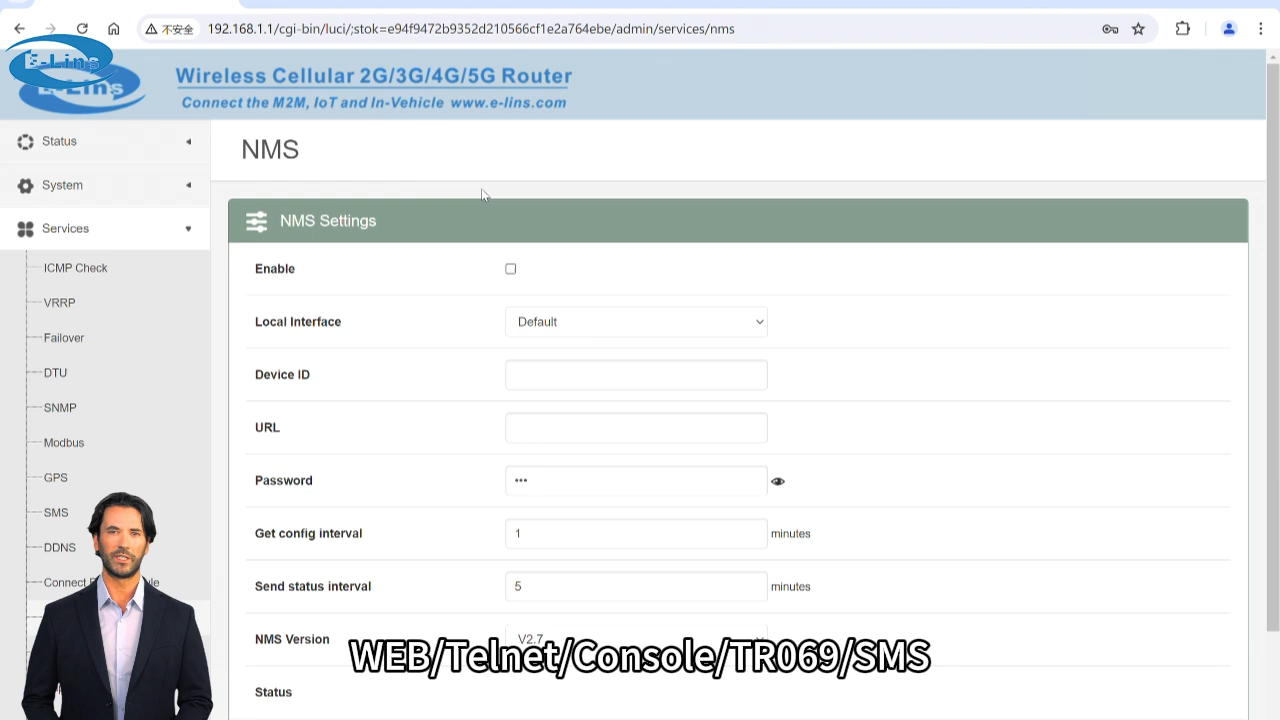 不安全
192.168.1.1/cgi-bin/luci/;stok=e94f9472b9352d210566cf1e2a764ebe/admin/services/nms
E-Lins
E-Lins
Wireless Cellular 2G/3G/4G/5G Router
Connect the M2M, IoT and In-Vehicle www.e-lins.com
Status
System
Services
ICMP Check
VRRP
Failover
DTU
SNMP
Modbus
GPS
SMS
DDNS
Connect
NMS
NMS Settings
Enable
Local Interface
Default
Device ID
URL
Password
•••
Get config interval
1
minutes
Send status interval
5
minutes
NMS Version
V2.7
Status
WEB/Telnet/Console/TR069/SMS